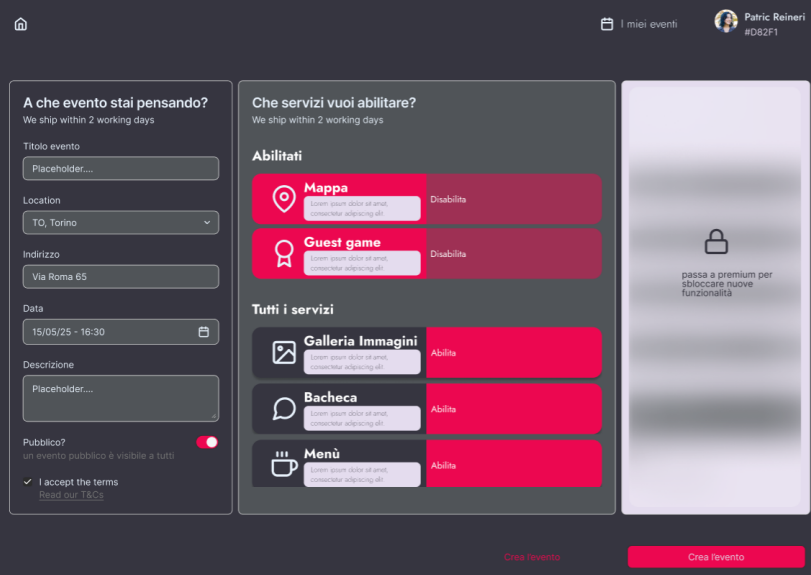 I miei eventi
Patric Reineri
#D82F1
A che evento stai pensando?
We ship within 2 working days
Titolo evento
Placeholder....
Location
TO, Torino
Indirizzo
Via Roma 65
Data
15/05/25 - 16:30
Descrizione
Placeholder....
Pubblico?
un evento pubblico è visibile a tutti
I accept the terms
Read our T&Cs
Che servizi vuoi abilitare?
We ship within 2 working days
Abilitati
Mappa
Lorem ipsum dolor sit amet,
consectetur adipiscing elit
Disabilita
Guest game
Lorem ipsum dolor sit amet,
consectetur adipiscing elit
Disabilita
Tutti i servizi
Galleria Immagini
Lorem ipsum dolor sit amet,
consectetur adipiscing elit
Abilita
Bacheca
Lorem ipsum dolor sit amet,
consectetur adipiscing elit
Abilita
Menù
Lorem ipsum dolor sit amet,
consectetur adipiscing elit
Abilita
passa a premium per
sbloccare nuove
funzionalità
Crea l'evento
Crea l'evento